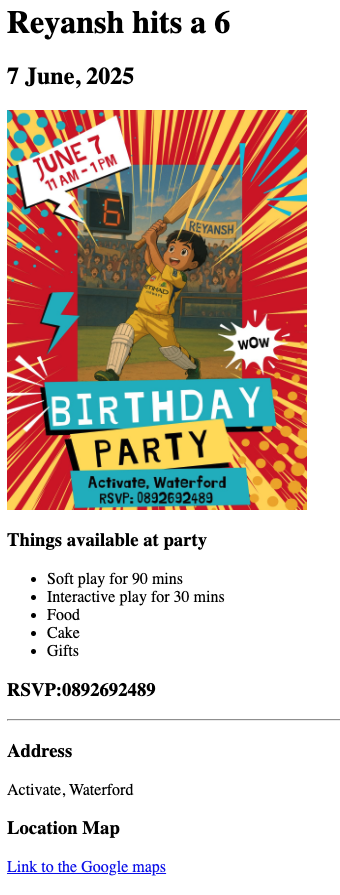 Reyansh hits a 6
7 June, 2025
JUNE 7
11 AM - 1 PM
6
REYANSH
ETIHAD
AIRWAYS
WOW
BIRTHDAY
PARTY
Activate, Waterford
RSVP: 0892692489
Things available at party
Soft play for 90 mins
Interactive play for 30 mins
Food
Cake
Gifts
RSVP:0892692489
Address
Activate, Waterford
Location Map
Link to the Google maps